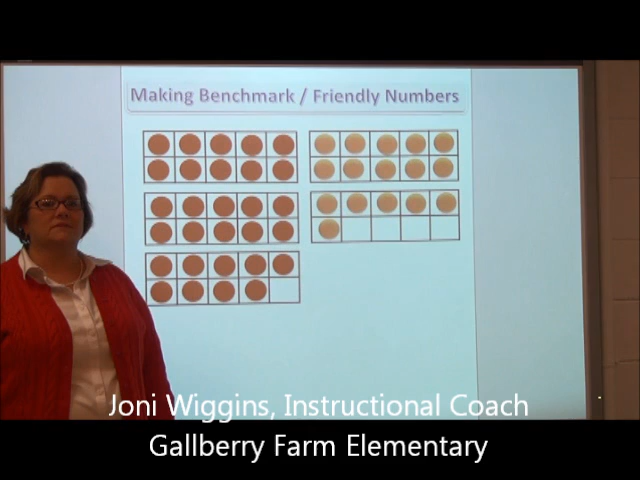 Making Benchmark / Friendly Numbers
Joni Wiggins, Instructional Coach
Gallberry Farm Elementary